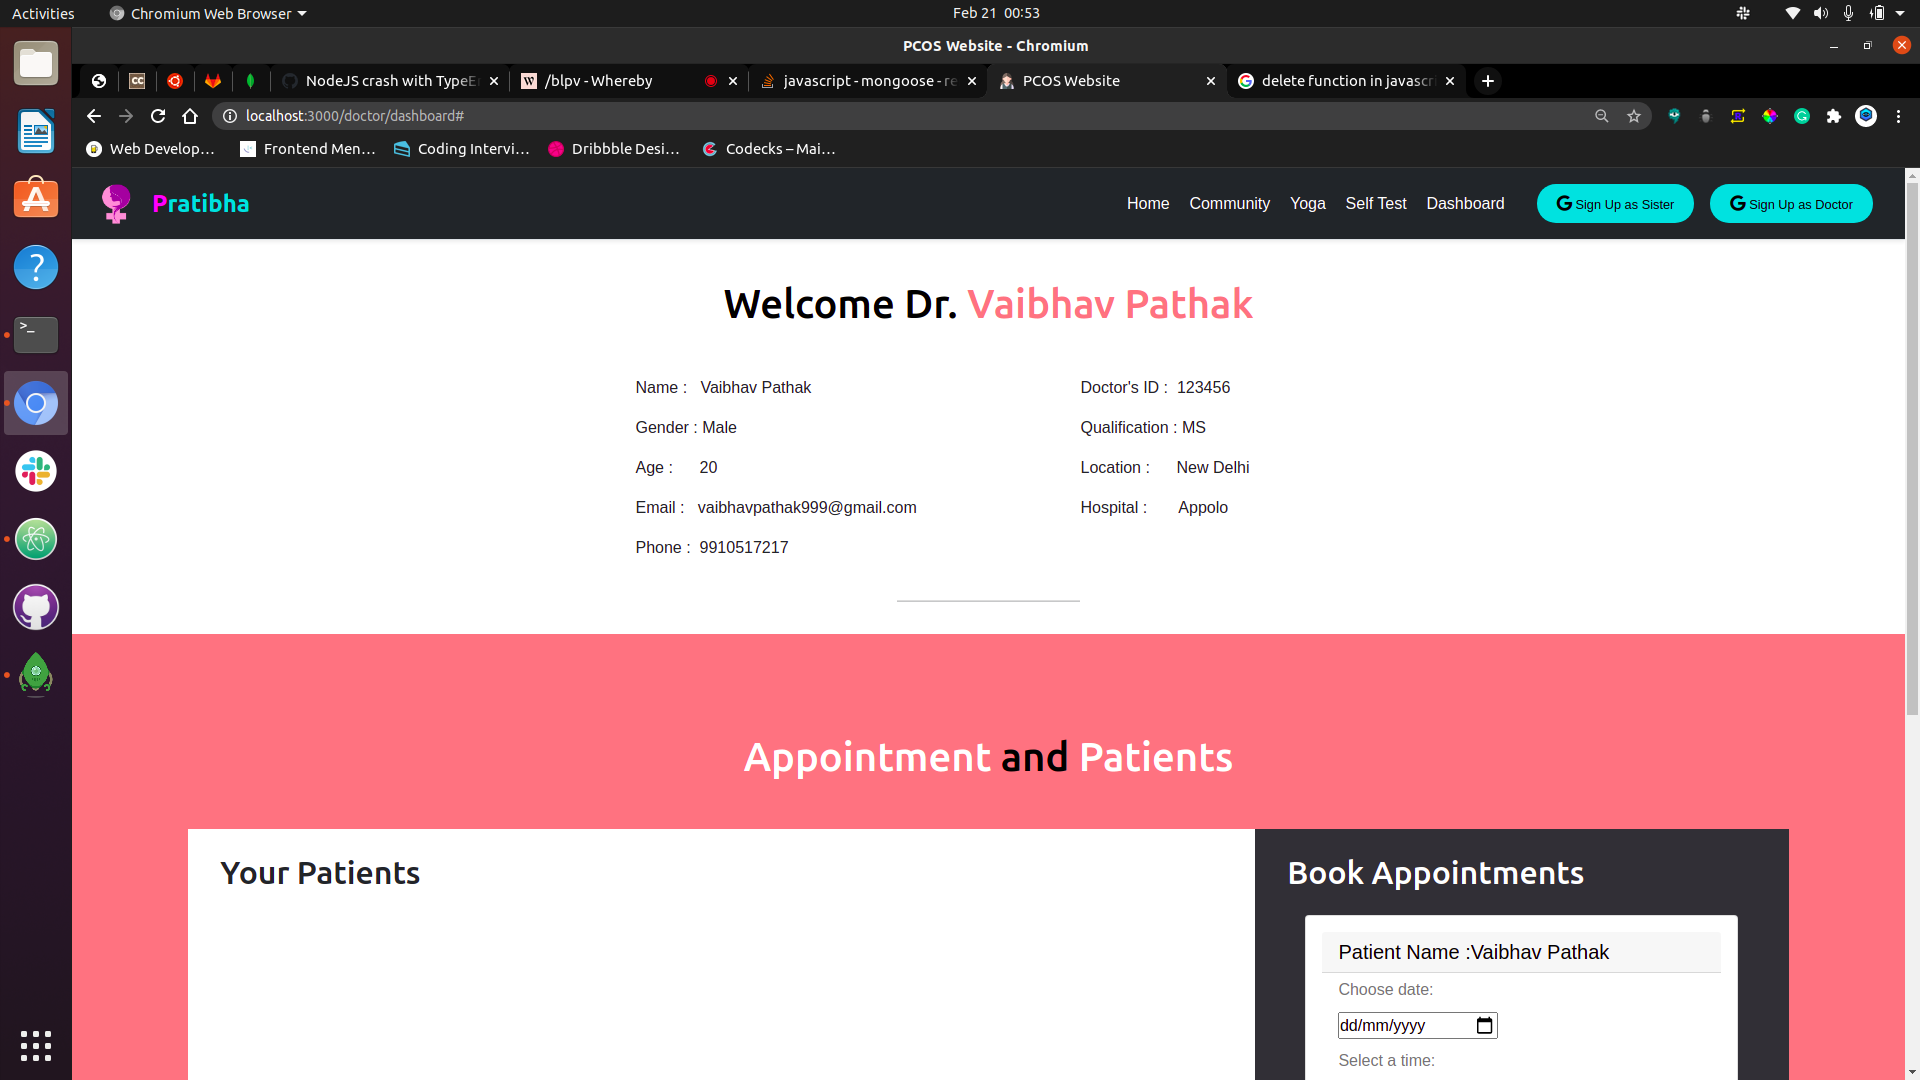 Activities
Chromium Web Browser
Feb 21 00:53
PCOS Website - Chromium
CC
NodeJS crash with TypeE
/blpv - Whereby
javascript - mongoose - re
PCOS Website
delete function in javascri
localhost:3000/doctor/dashboard#
Web Develop...
Frontend Men...
Coding Intervi...
Dribbble Desi...
Codecks – Mai...
Pratibha
Home
Community
Yoga
Self Test
Dashboard
Sign Up as Sister
Sign Up as Doctor
Welcome Dr. Vaibhav Pathak
Name : Vaibhav Pathak
Gender : Male
Age : 20
Email : vaibhavpathak999@gmail.com
Phone : 9910517217
Doctor's ID : 123456
Qualification : MS
Location : New Delhi
Hospital : Appolo
Appointment and Patients
Your Patients
Book Appointments
Patient Name :Vaibhav Pathak
Choose date:
dd/mm/yyyy
Select a time: